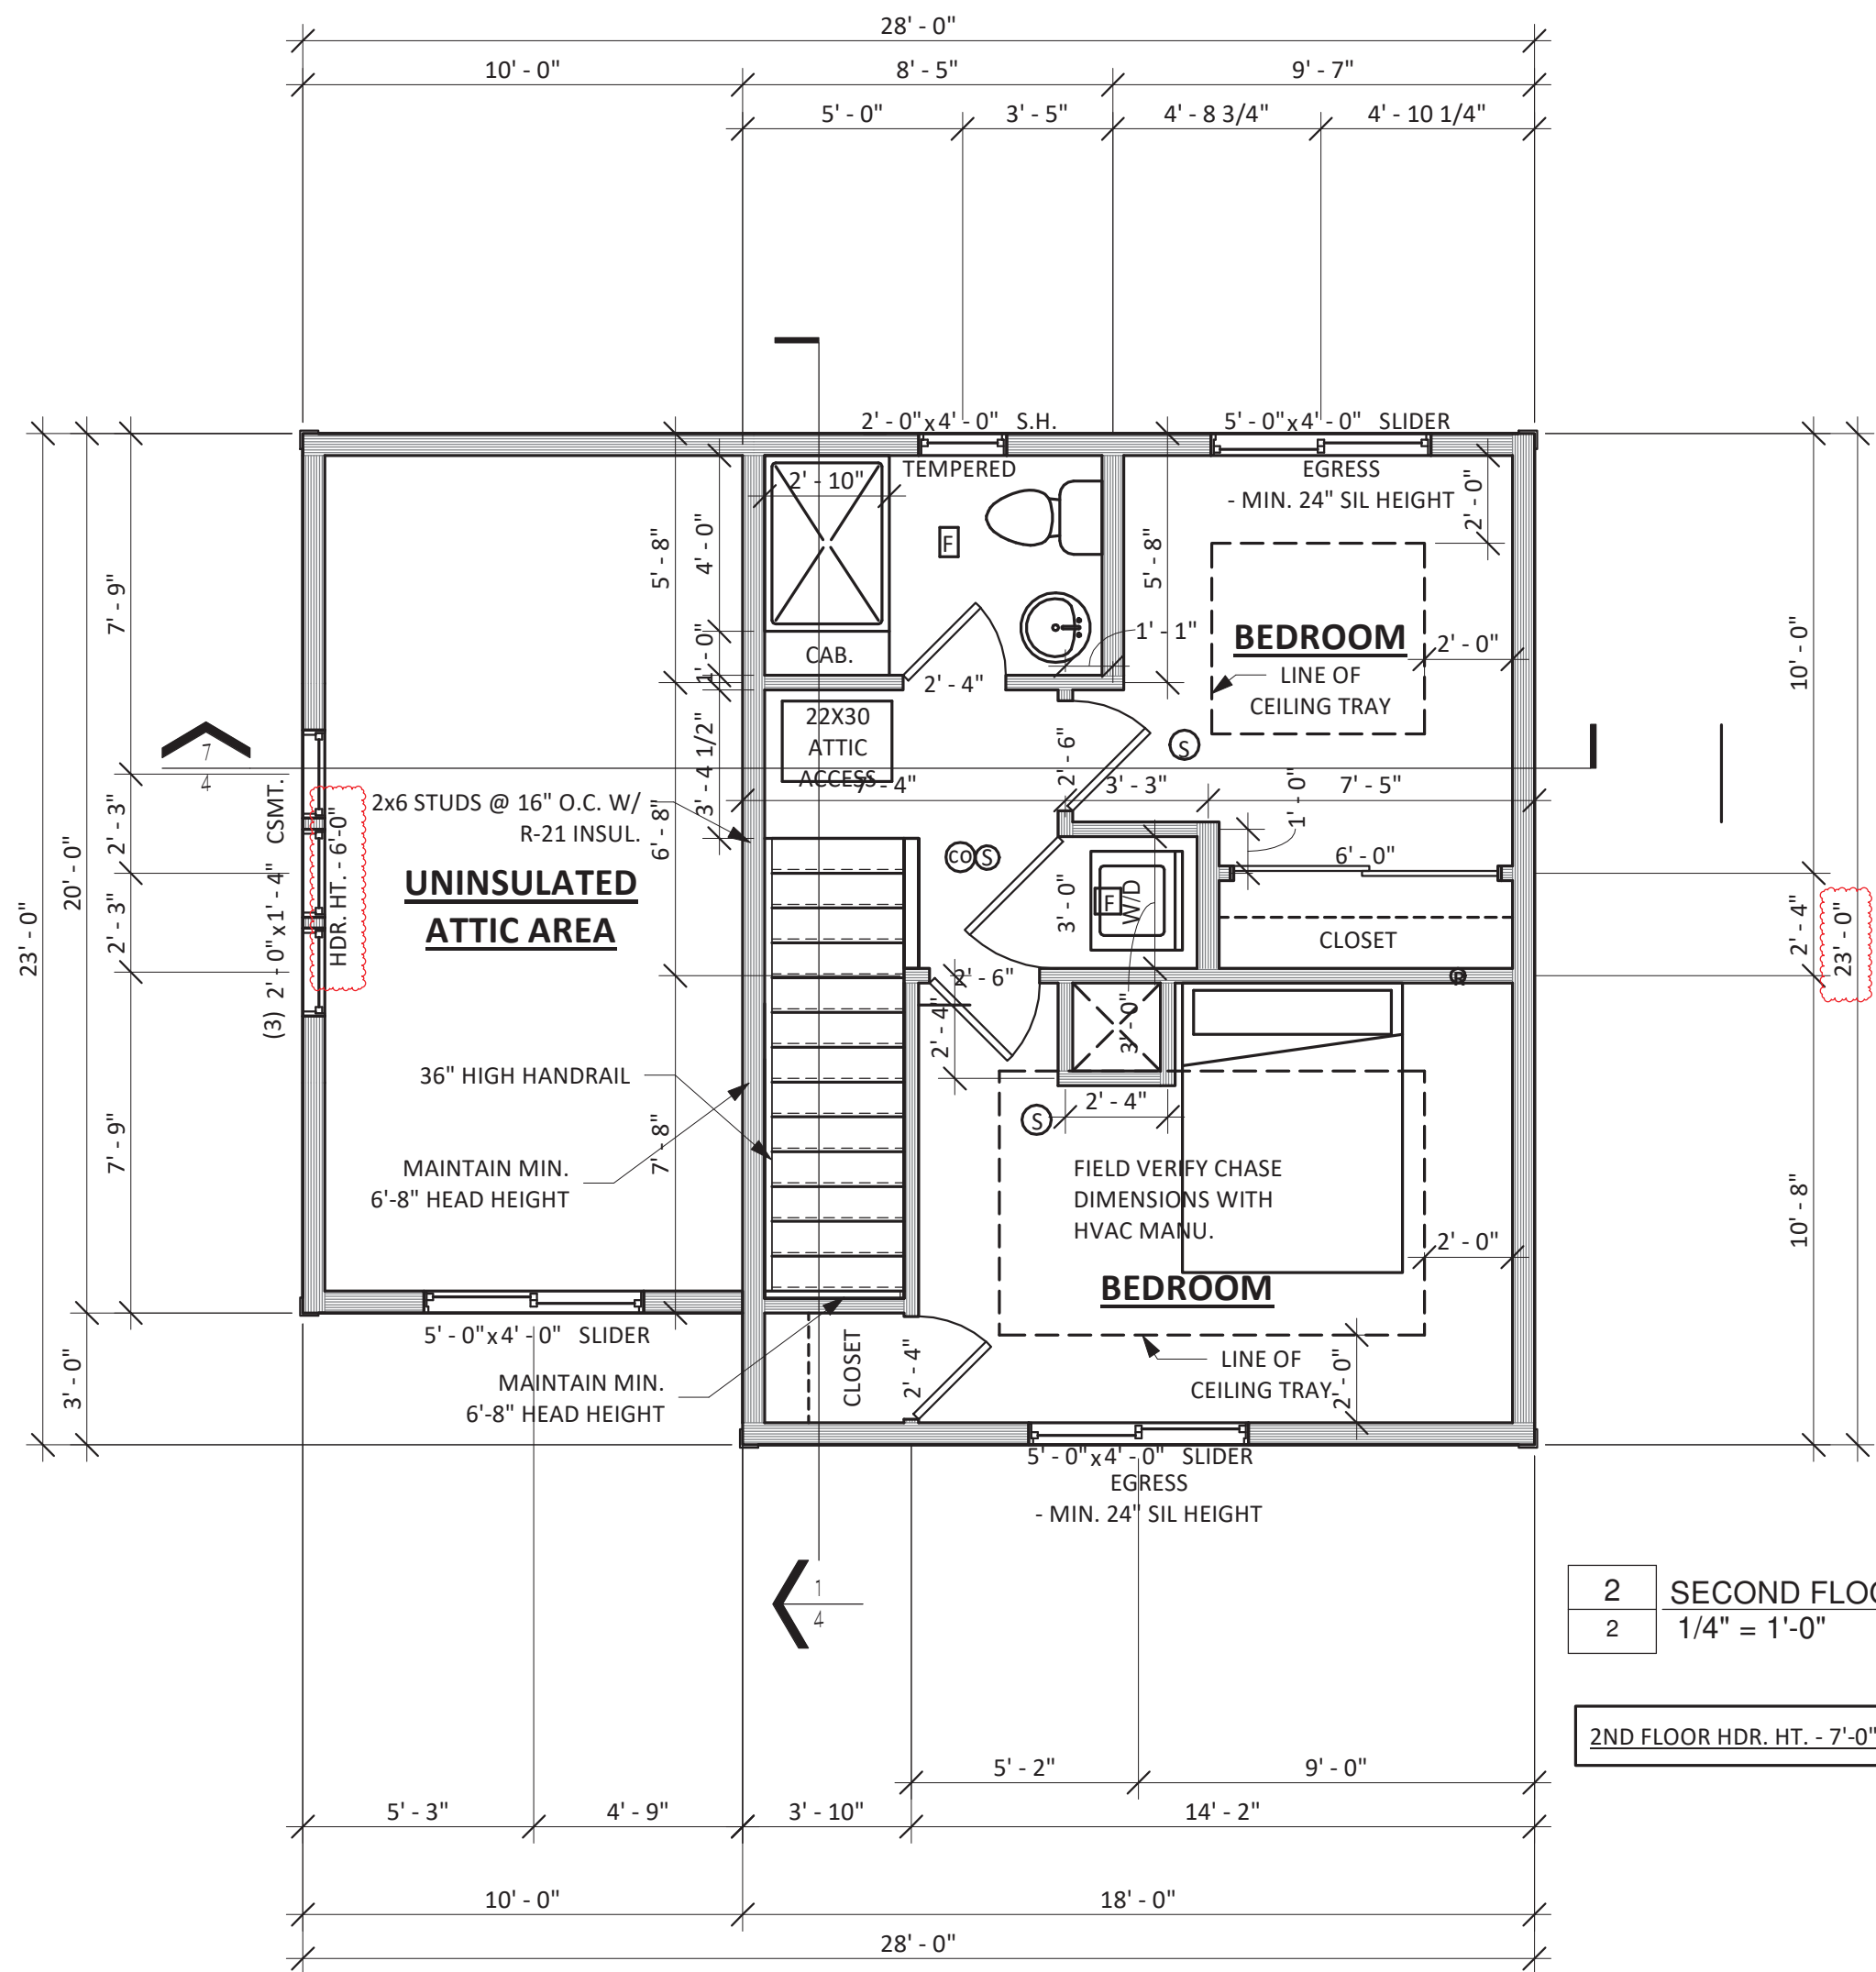 28' - 0"
10' - 0"
8' - 5"
9' - 7"
5' - 0"
3' - 5"
4' - 8 3/4"
4' - 10 1/4"
2' - 0"x4' - 0" S.H.
TEMPERED
5' - 0"x4' - 0" SLIDER
EGRESS
- MIN. 24" SIL HEIGHT
2' - 0"
2' - 10"
F
5' - 8"
4' - 0"
1' - 0"
5' - 8"
1' - 1"
CAB.
2' - 4"
BEDROOM
LINE OF
CEILING TRAY
2' - 0"
22X30
ATTIC
ACCESS
3' - 4 1/2"
7' - 4"
2' - 6"
S
3' - 3"
1' - 0"
7' - 5"
7
4
2x6 STUDS @ 16" O.C. W/
R-21 INSUL.
6' - 8"
CO
S
UNINSULATED
ATTIC AREA
3' - 0"
F
W/D
6' - 0"
CLOSET
23' - 0"
20' - 0"
3' - 0"
7' - 9"
2' - 3"
2' - 3"
7' - 9"
(3) 2' - 0"x1' - 4" CSMT.
HDR. HT. - 6'-0"
2' - 6"
2' - 4"
3' - 0"
2' - 4"
S
36" HIGH HANDRAIL
MAINTAIN MIN.
6'-8" HEAD HEIGHT
7' - 8"
FIELD VERIFY CHASE
DIMENSIONS WITH
HVAC MANU.
2' - 0"
BEDROOM
LINE OF
CEILING TRAY
2' - 0"
5' - 0"x4' - 0" SLIDER
MAINTAIN MIN.
6'-8" HEAD HEIGHT
CLOSET
2' - 4"
5' - 0"x4' - 0" SLIDER
EGRESS
- MIN. 24" SIL HEIGHT
10' - 0"
2' - 4"
10' - 8"
23' - 0"
1
4
2
2
SECOND FLOO
1/4" = 1'-0"
2ND FLOOR HDR. HT. - 7'-0"
5' - 2"
9' - 0"
5' - 3"
4' - 9"
3' - 10"
14' - 2"
10' - 0"
18' - 0"
28' - 0"